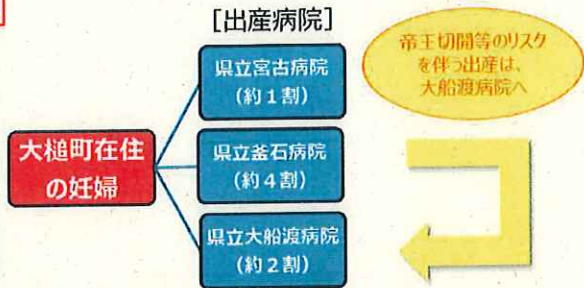 [出産病院]
帝王切開等のリスク
を伴う出産は、
大船渡病院へ
県立宮古病院
(約1割)
大槌町在住
の妊婦
県立釜石病院
(約4割)
県立大船渡病院
(約2割)